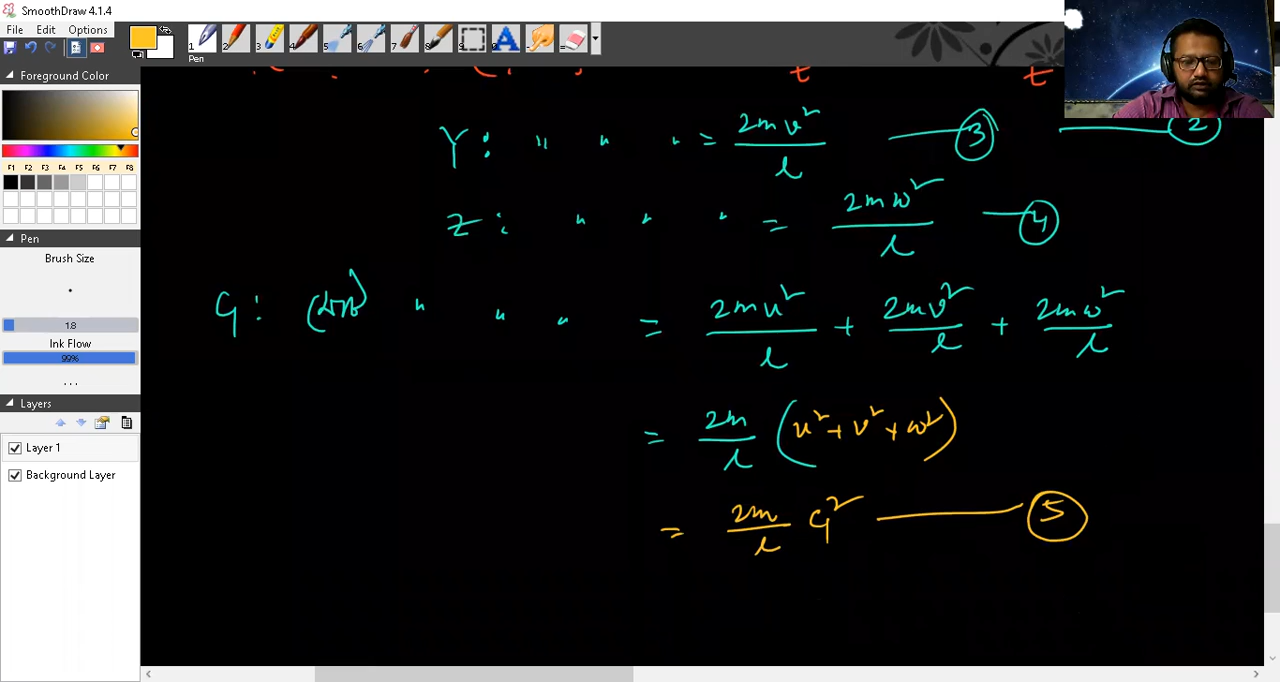 SmoothDraw 4.1.4
File Edit Options
Pen
Foreground Color
F1 F2 F3 F4 F5 F6 F7 F8
Pen
Brush Size
1.8
Ink Flow
99%
...
Layers
Layer 1
Background Layer
t t
Y: " " " = 2mv²/l ③ ②
Z: " " " = 2mw²/l ④
G: " " " = 2mu²/l + 2mv²/l + 2mw²/l
= 2m/l (u² + v² + w²)
= 2m/l G² ⑤